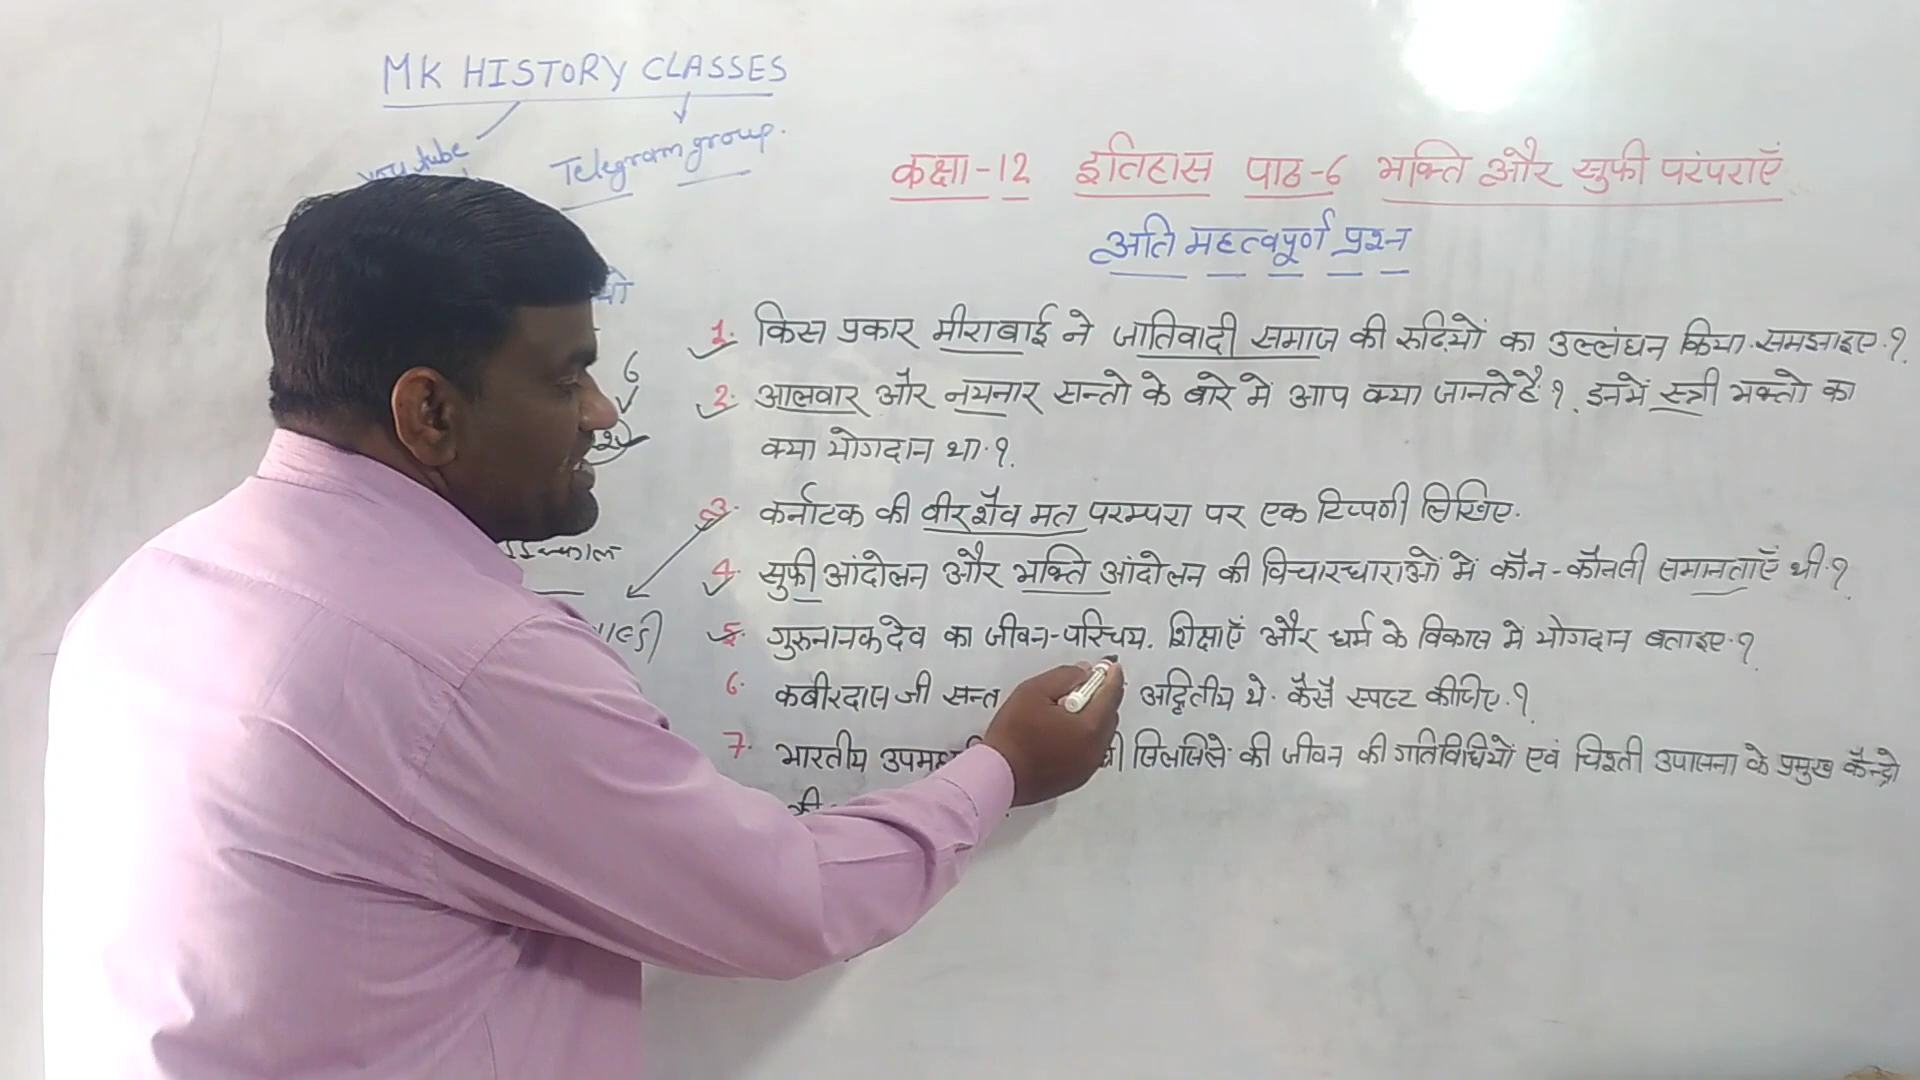 MK HISTORY CLASSES
youtube
Telegram group.
कक्षा-12 इतिहास पाठ-6 भक्ति और सुफी परंपराएँ
अति महत्वपूर्ण प्रश्न
1. किस प्रकार मीराबाई ने जातिवादी समाज की रुढियों का उल्लंघन किया. समझाइए.?
6
2. आलवार और नयनार सन्तो के बारे में आप क्या जानते हैं?. इनमें स्त्री भक्तो का
क्या योगदान था.?
3. कर्नाटक की वीरशैव मत परम्परा पर एक टिप्पणी लिखिए.
4. सुफी आंदोलन और भक्ति आंदोलन की विचारधाराओं में कौन-कौनसी समानताएँ थी.?
5. गुरुनानकदेव का जीवन-परिचय. शिक्षाएँ और धर्म के विकास में योगदान बताइए.?
6. कबीरदास जी सन्त अद्वितीय थे. कैसे स्पष्ट कीजिए.?
7. भारतीय सिलसिले की जीवन की गतिविधियों एवं चिश्ती उपासना के प्रमुख केन्द्रो